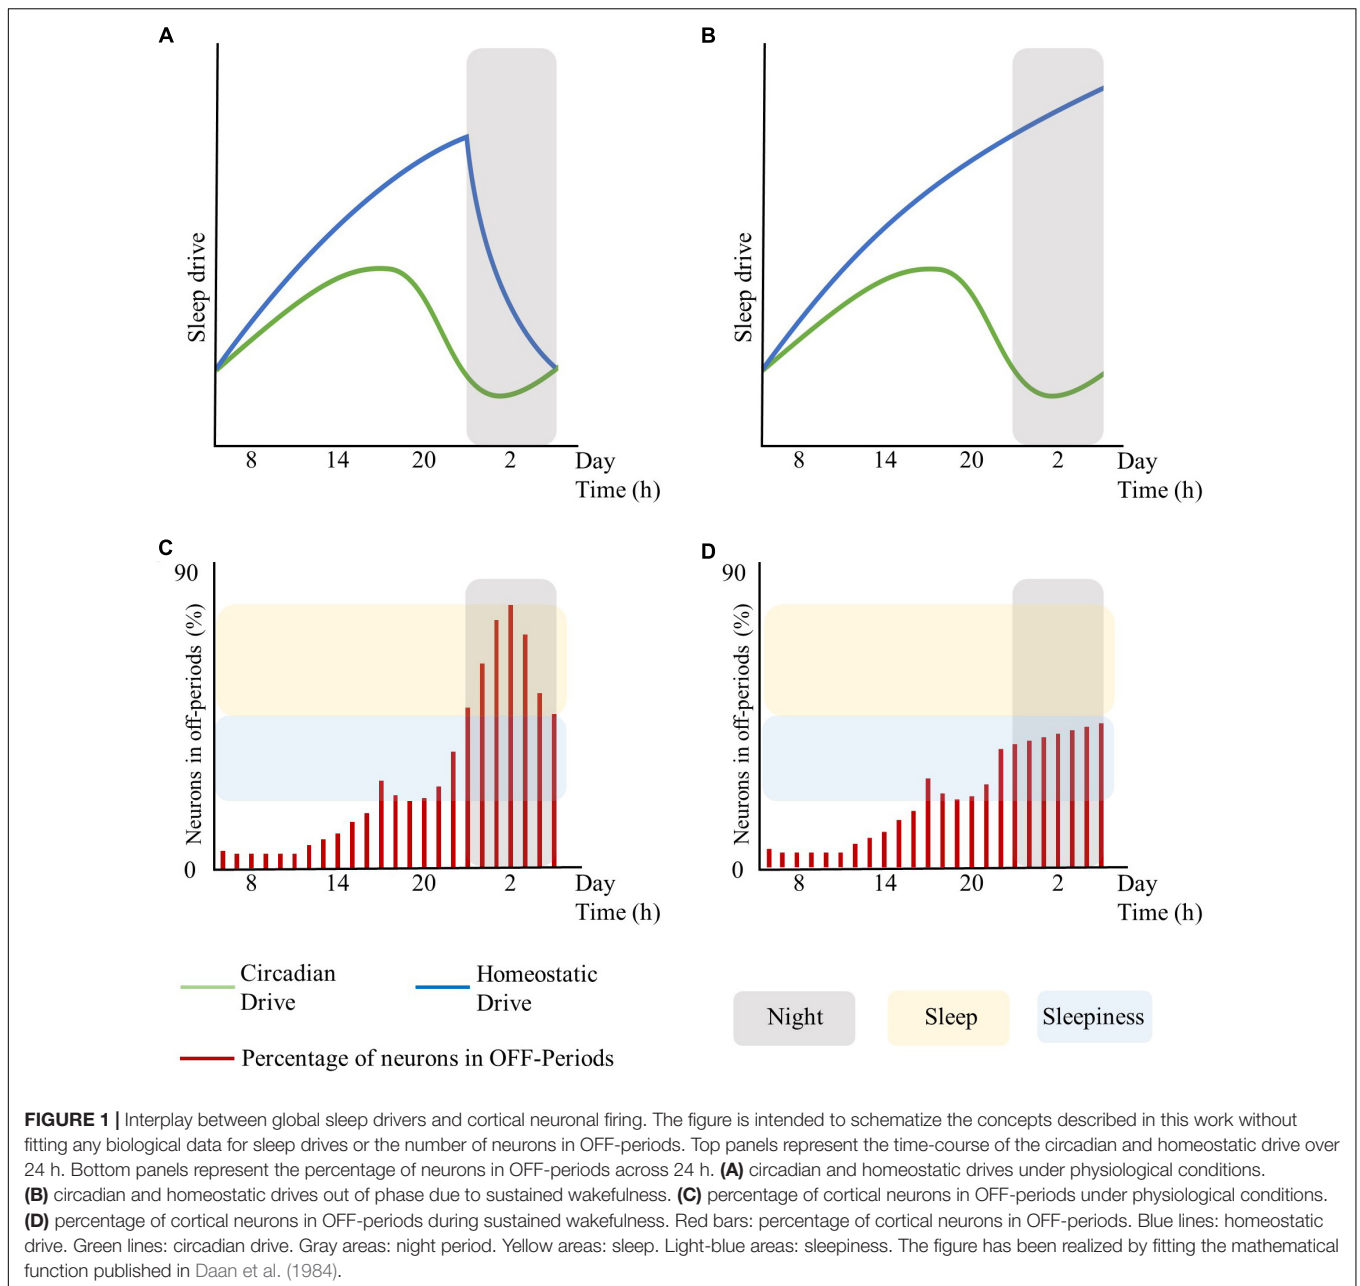 A
B
Sleep drive
Sleep drive
8 14 20 2 Day
Time (h)
8 14 20 2 Day
Time (h)
C
D
90
90
Neurons in off-periods (%)
Neurons in off-periods (%)
0
0
8 14 20 2 Day
Time (h)
8 14 20 2 Day
Time (h)
Circadian
Drive
Homeostatic
Drive
Night
Sleep
Sleepiness
Percentage of neurons in OFF-Periods
FIGURE 1 | Interplay between global sleep drivers and cortical neuronal firing. The figure is intended to schematize the concepts described in this work without
fitting any biological data for sleep drives or the number of neurons in OFF-periods. Top panels represent the time-course of the circadian and homeostatic drive over
24 h. Bottom panels represent the percentage of neurons in OFF-periods across 24 h. (A) circadian and homeostatic drives under physiological conditions.
(B) circadian and homeostatic drives out of phase due to sustained wakefulness. (C) percentage of cortical neurons in OFF-periods under physiological conditions.
(D) percentage of cortical neurons in OFF-periods during sustained wakefulness. Red bars: percentage of cortical neurons in OFF-periods. Blue lines: homeostatic
drive. Green lines: circadian drive. Gray areas: night period. Yellow areas: sleep. Light-blue areas: sleepiness. The figure has been realized by fitting the mathematical
function published in Daan et al. (1984).